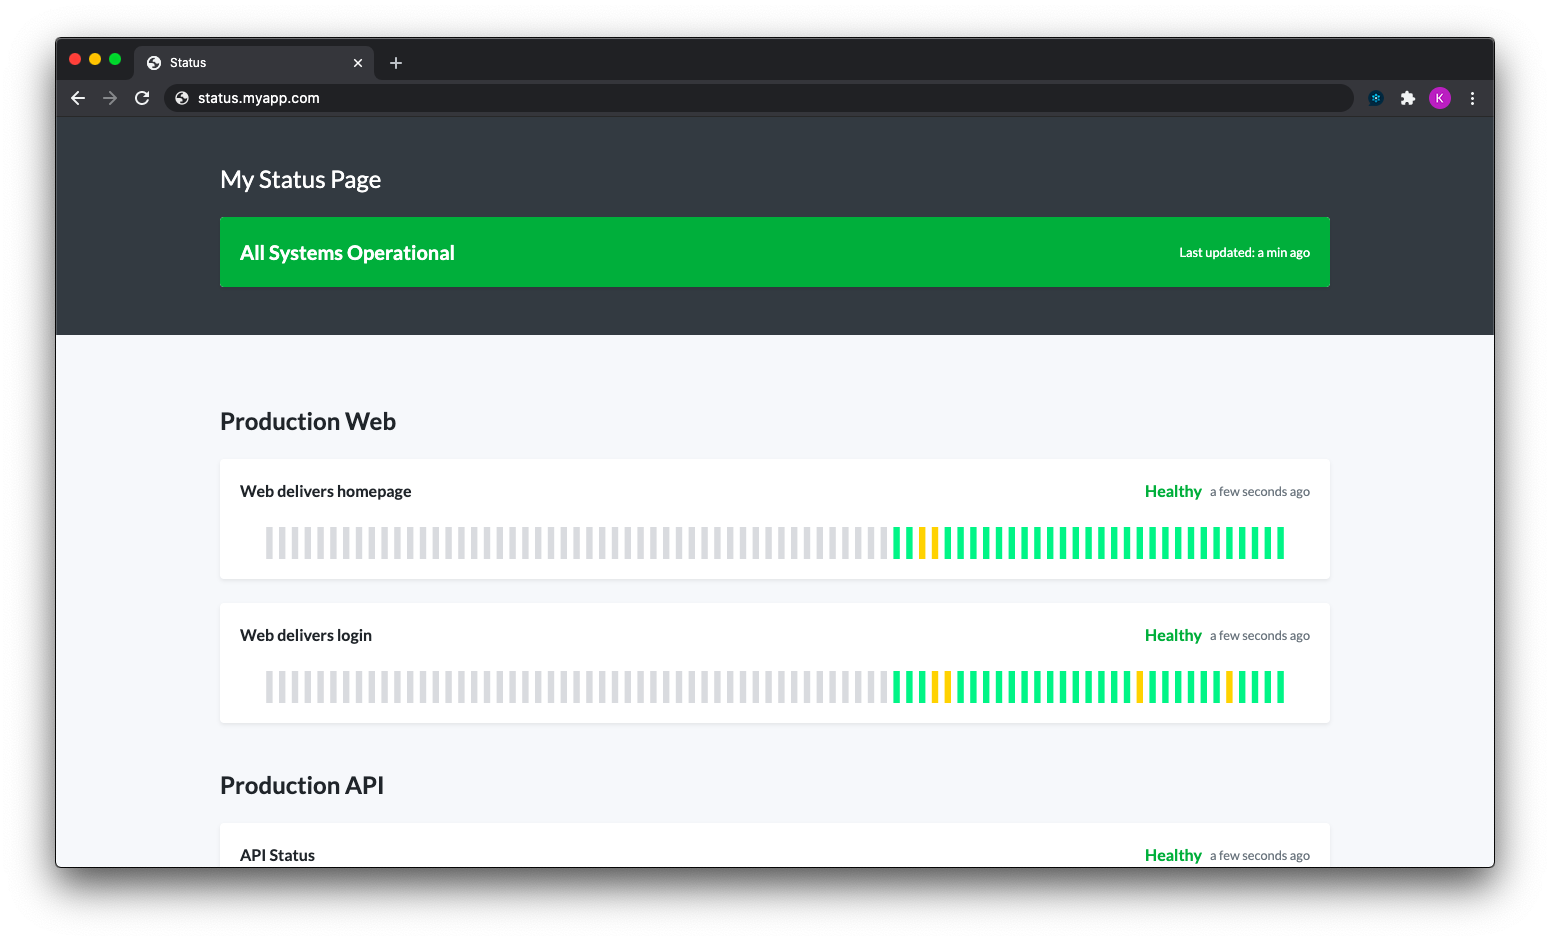 Status
status.myapp.com
K
My Status Page
All Systems Operational
Last updated: a min ago
Production Web
Web delivers homepage
Healthy a few seconds ago
Web delivers login
Healthy a few seconds ago
Production API
API Status
Healthy a few seconds ago